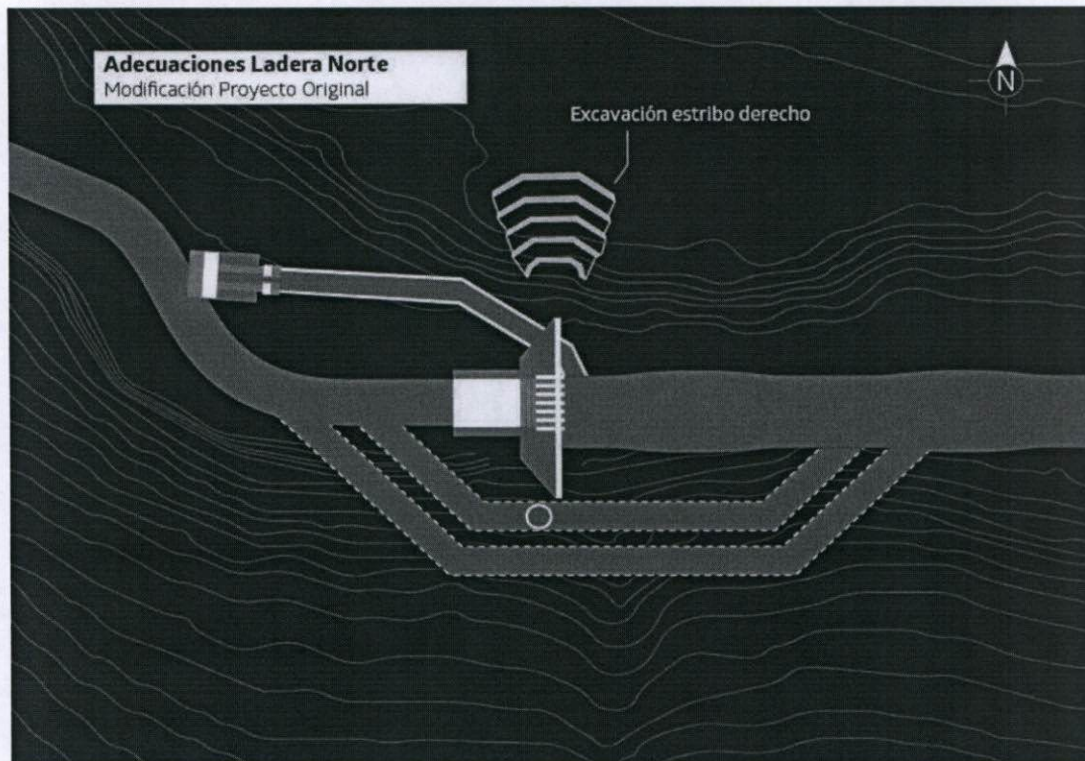 Adecuaciones Ladera Norte
Modificación Proyecto Original
N
Excavación estribo derecho